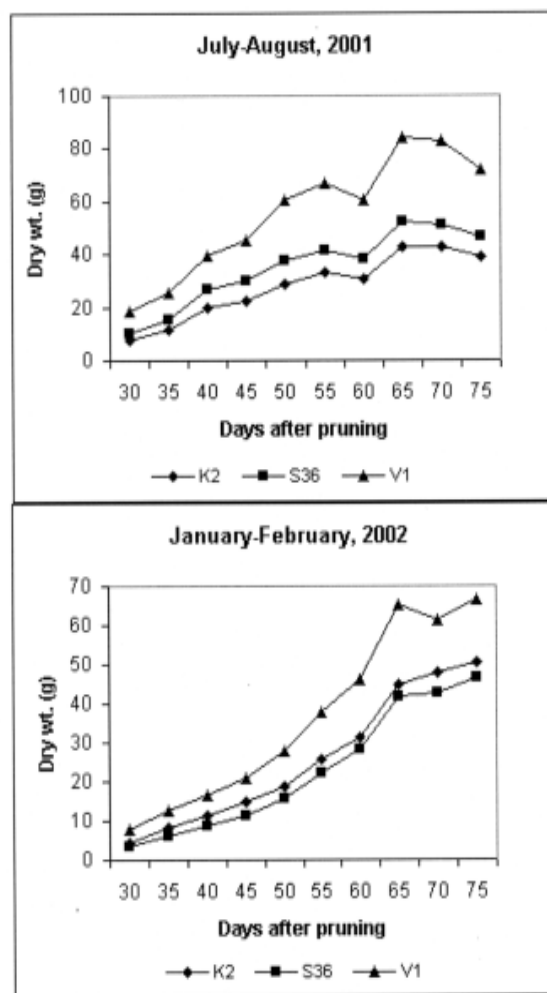 July-August, 2001
100
80
60
40
20
0
Dry wt. (g)
30 35 40 45 50 55 60 65 70 75
Days after pruning
K2 S36 V1
January-February, 2002
70
60
50
40
30
20
10
0
Dry wt. (g)
30 35 40 45 50 55 60 65 70 75
Days after pruning
K2 S36 V1